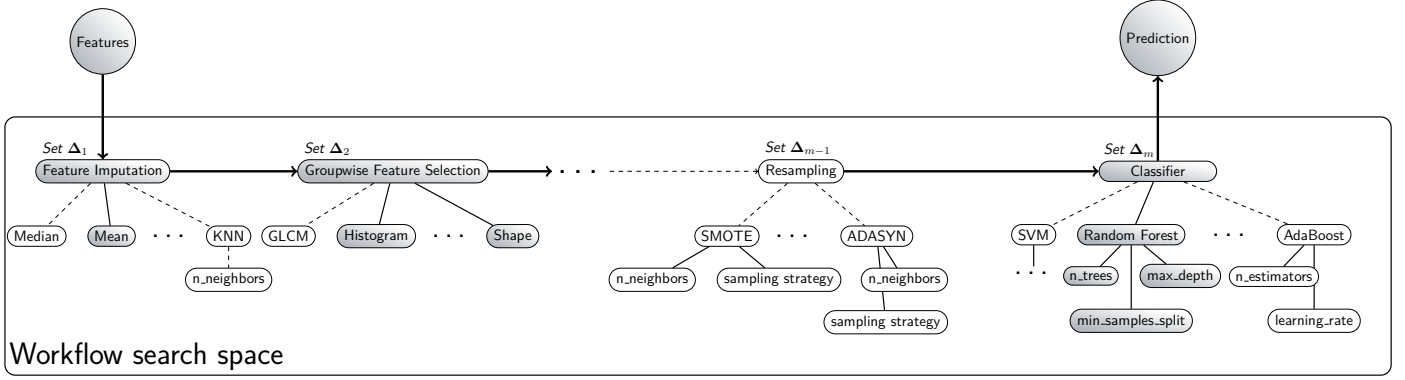 Features
Prediction
Set Δ₁
Set Δ₂
Set Δₘ₋₁
Set Δₘ
Feature Imputation
Groupwise Feature Selection
. . .
Resampling
Classifier
Median
Mean
. . .
KNN
GLCM
Histogram
. . .
Shape
SMOTE
. . .
ADASYN
SVM
Random Forest
. . .
AdaBoost
n_neighbors
n_neighbors
sampling strategy
n_neighbors
. . .
n_trees
max_depth
n_estimators
sampling strategy
min_samples_split
learning_rate
Workflow search space